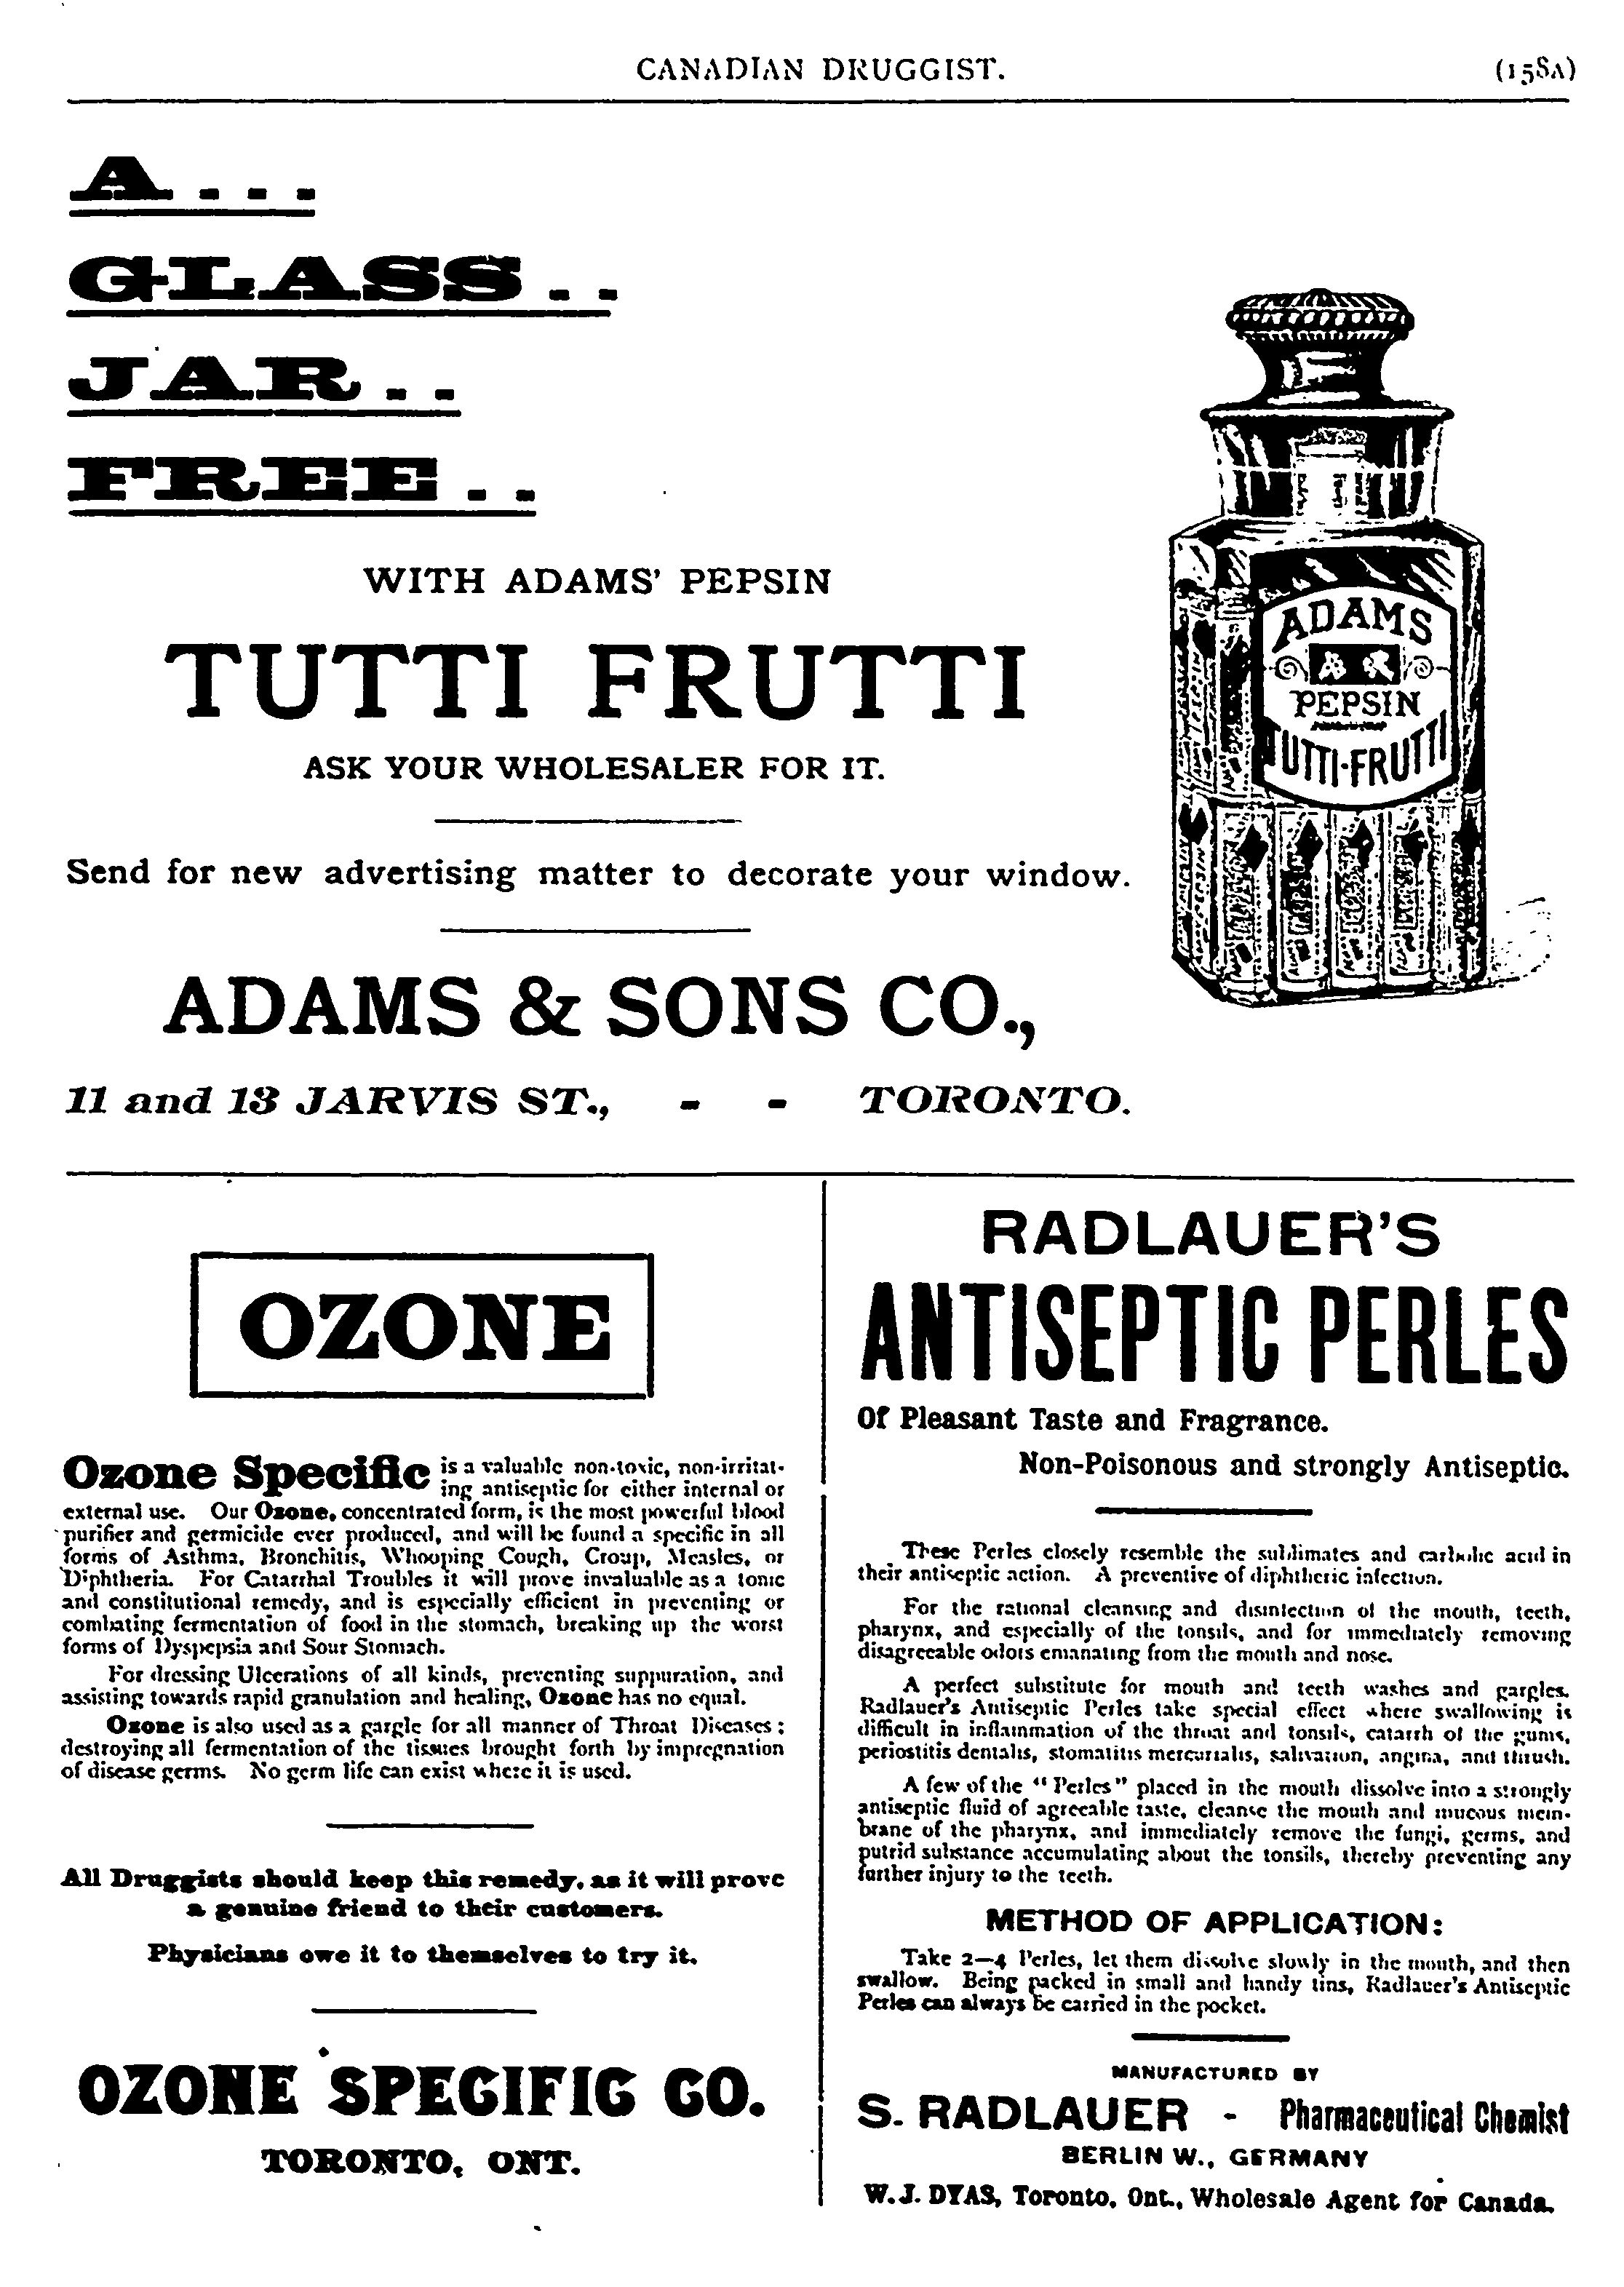 CANADIAN DRUGGIST.
(158A)
A . . .
GLASS . .
JAR . .
FREE . .
WITH ADAMS' PEPSIN
TUTTI FRUTTI
ASK YOUR WHOLESALER FOR IT.
Send for new advertising matter to decorate your window.
ADAMS & SONS CO.,
11 and 13 JARVIS ST., - - TORONTO.
ADAMS
PEPSIN
TUTTI-FRUTTI
OZONE
Ozone Specific is a valuable non-toxic, non-irritat-
ing antiseptic for either internal or
external use. Our Ozone, concentrated form, is the most powerful blood
purifier and germicide ever produced, and will be found a specific in all
forms of Asthma, Bronchitis, Whooping Cough, Croup, Measles, or
Diphtheria. For Catarrhal Troubles it will prove invaluable as a tonic
and constitutional remedy, and is especially efficient in preventing or
combating fermentation of food in the stomach, breaking up the worst
forms of Dyspepsia and Sour Stomach.
For dressing Ulcerations of all kinds, preventing suppuration, and
assisting towards rapid granulation and healing, Ozone has no equal.
Ozone is also used as a gargle for all manner of Throat Diseases;
destroying all fermentation of the tissues brought forth by impregnation
of disease germs. No germ life can exist where it is used.
All Druggists should keep this remedy, as it will prove
a genuine friend to their customers.
Physicians owe it to themselves to try it.
OZONE SPECIFIC CO.
TORONTO, ONT.
RADLAUER'S
ANTISEPTIC PERLES
Of Pleasant Taste and Fragrance.
Non-Poisonous and strongly Antiseptic.
These Perles closely resemble the sublimates and carbolic acid in
their antiseptic action. A preventive of diphtheric infection.
For the rational cleansing and disinfection of the mouth, teeth,
pharynx, and especially of the tonsils, and for immediately removing
disagreeable odors emanating from the mouth and nose.
A perfect substitute for mouth and teeth washes and gargles.
Radlauer's Antiseptic Perles take special effect where swallowing is
difficult in inflammation of the throat and tonsils, catarrh of the gums,
periostitis dentalis, stomatitis mercurialis, salivation, angina, and thrush.
A few of the "Perles" placed in the mouth dissolve into a strongly
antiseptic fluid of agreeable taste, cleanse the mouth and mucous mem-
brane of the pharynx, and immediately remove the fungi, germs, and
putrid substance accumulating about the tonsils, thereby preventing any
further injury to the teeth.
METHOD OF APPLICATION:
Take 2—4 Perles, let them dissolve slowly in the mouth, and then
swallow. Being packed in small and handy tins, Radlauer's Antiseptic
Perles can always be carried in the pocket.
MANUFACTURED BY
S. RADLAUER - Pharmaceutical Chemist
BERLIN W., GERMANY
W. J. DYAS, Toronto, Ont., Wholesale Agent for Canada.